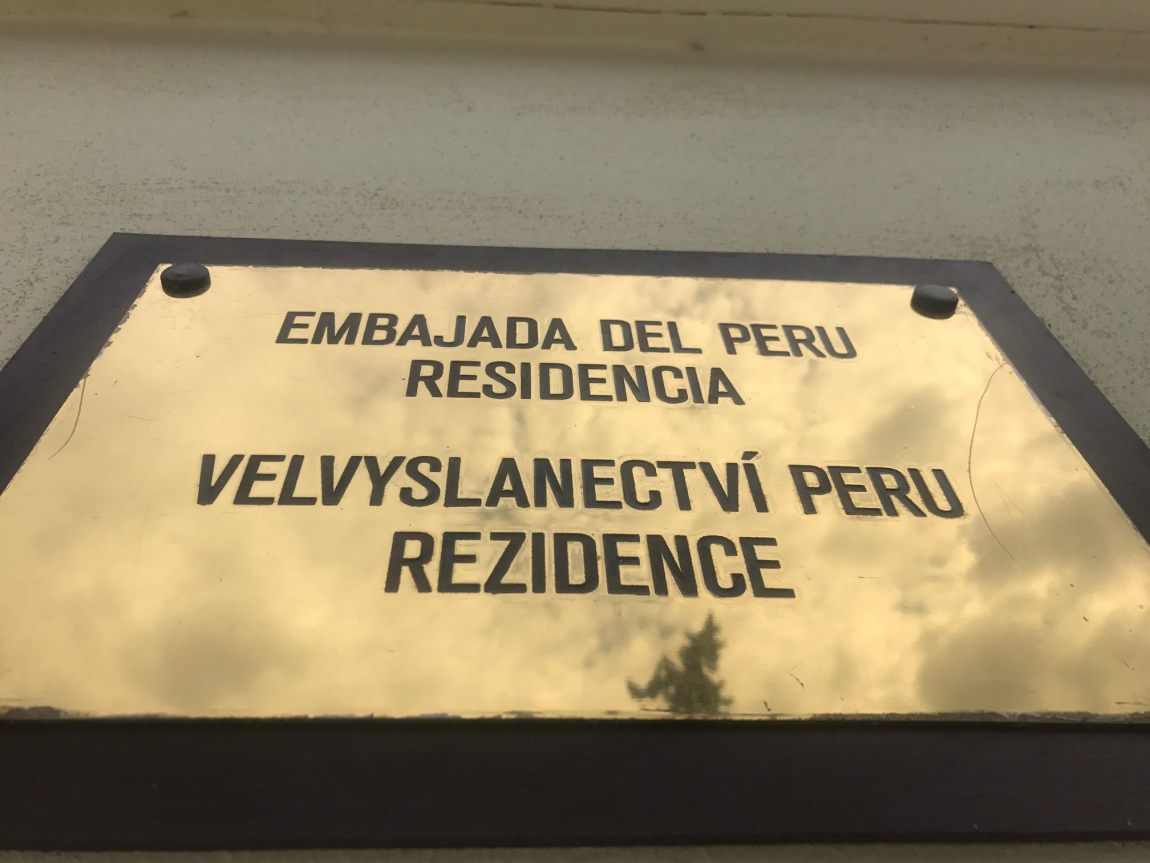 EMBAJADA DEL PERU
RESIDENCIA
VELVYSLANECTVÍ PERU
REZIDENCE